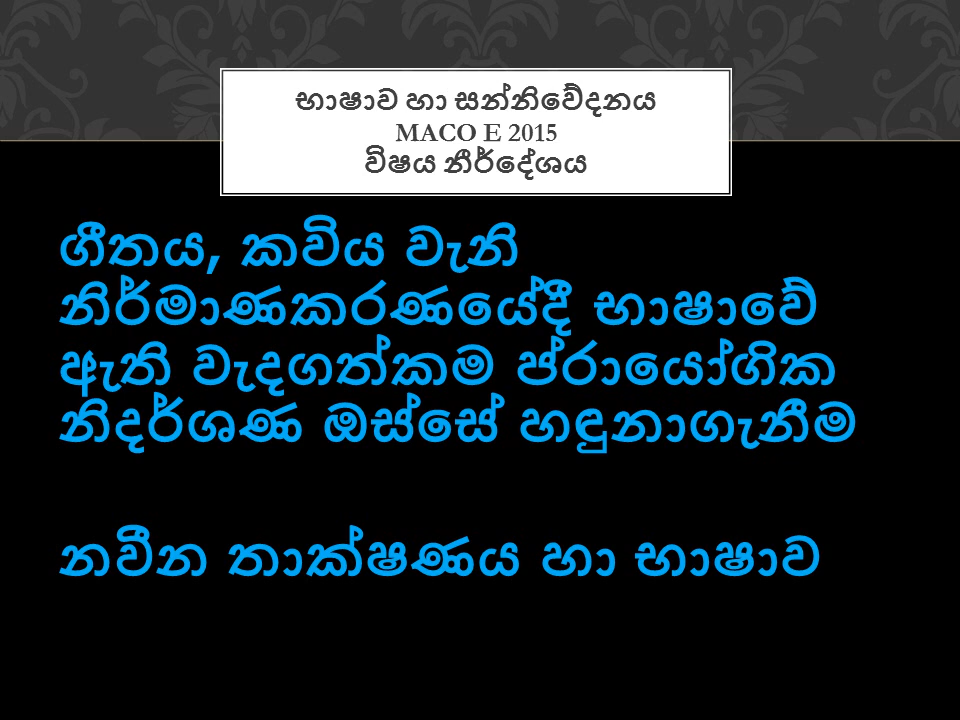 භාෂාව හා සන්නිවේදනය
MACO E 2015
විෂය නිර්දේශය
ගීතය, කවිය වැනි
නිර්මාණකරණයේදී භාෂාවේ
ඇති වැදගත්කම ප්රායෝගික
නිදර්ශණ ඔස්සේ හඳුනාගැනීම
නවීන තාක්ෂණය හා භාෂාව